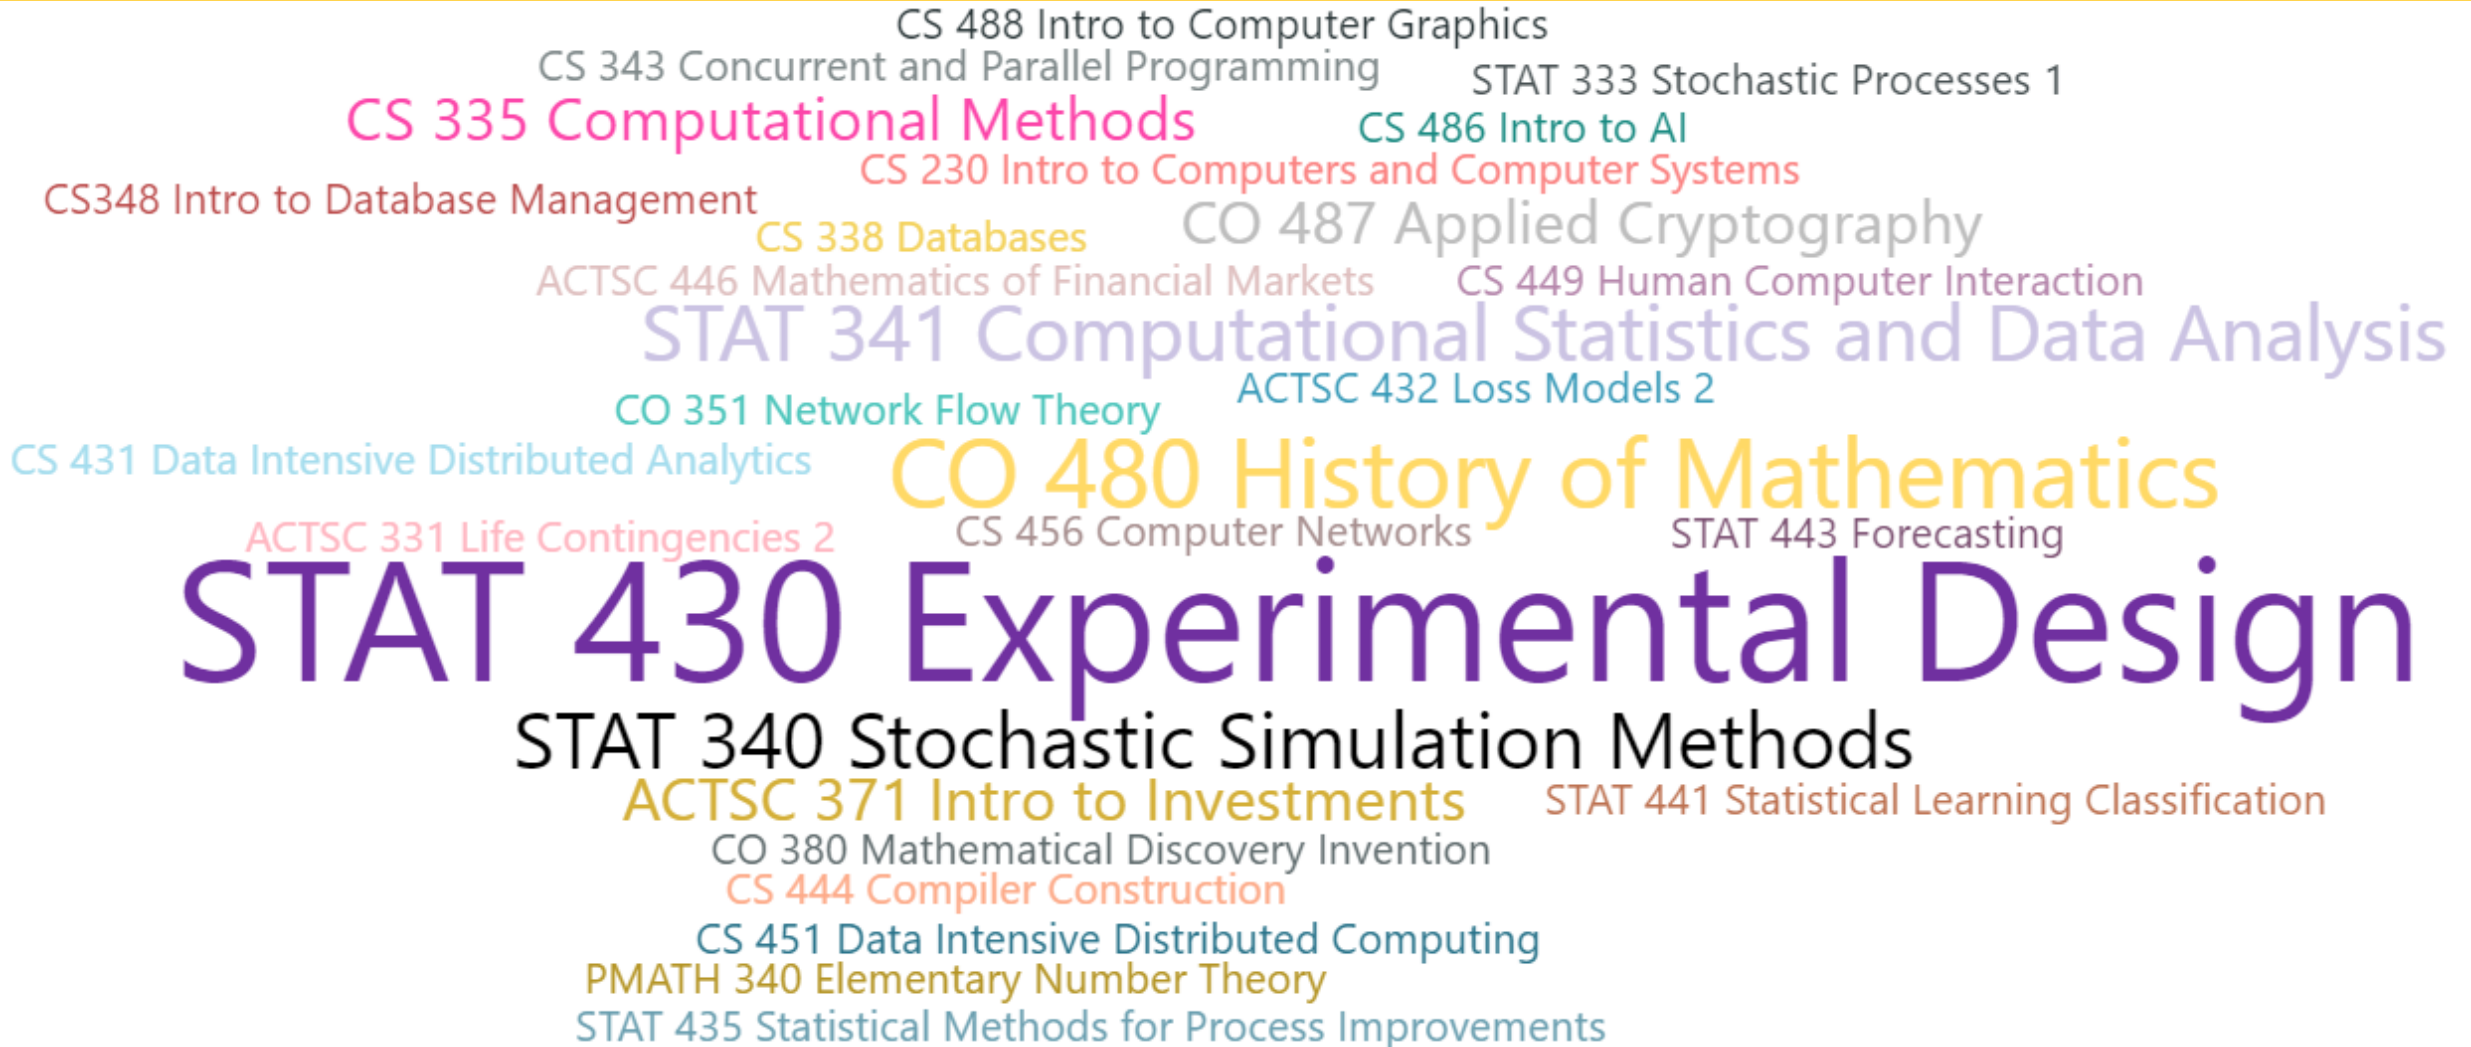 CS 488 Intro to Computer Graphics
CS 343 Concurrent and Parallel Programming
STAT 333 Stochastic Processes 1
CS 335 Computational Methods
CS 486 Intro to AI
CS 230 Intro to Computers and Computer Systems
CS348 Intro to Database Management
CS 338 Databases
CO 487 Applied Cryptography
ACTSC 446 Mathematics of Financial Markets
CS 449 Human Computer Interaction
STAT 341 Computational Statistics and Data Analysis
ACTSC 432 Loss Models 2
CO 351 Network Flow Theory
CS 431 Data Intensive Distributed Analytics
CO 480 History of Mathematics
ACTSC 331 Life Contingencies 2
CS 456 Computer Networks
STAT 443 Forecasting
STAT 430 Experimental Design
STAT 340 Stochastic Simulation Methods
ACTSC 371 Intro to Investments
STAT 441 Statistical Learning Classification
CO 380 Mathematical Discovery Invention
CS 444 Compiler Construction
CS 451 Data Intensive Distributed Computing
PMATH 340 Elementary Number Theory
STAT 435 Statistical Methods for Process Improvements